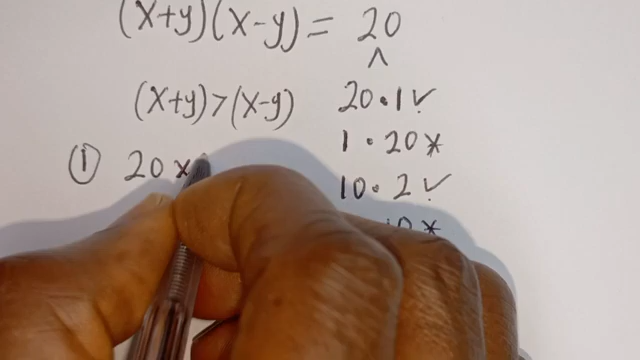 (x+y)(x-y) = 20
^
(x+y) > (x-y)
20 · 1 ✓
1 · 20 *
① 20 x
10 · 2 ✓
*